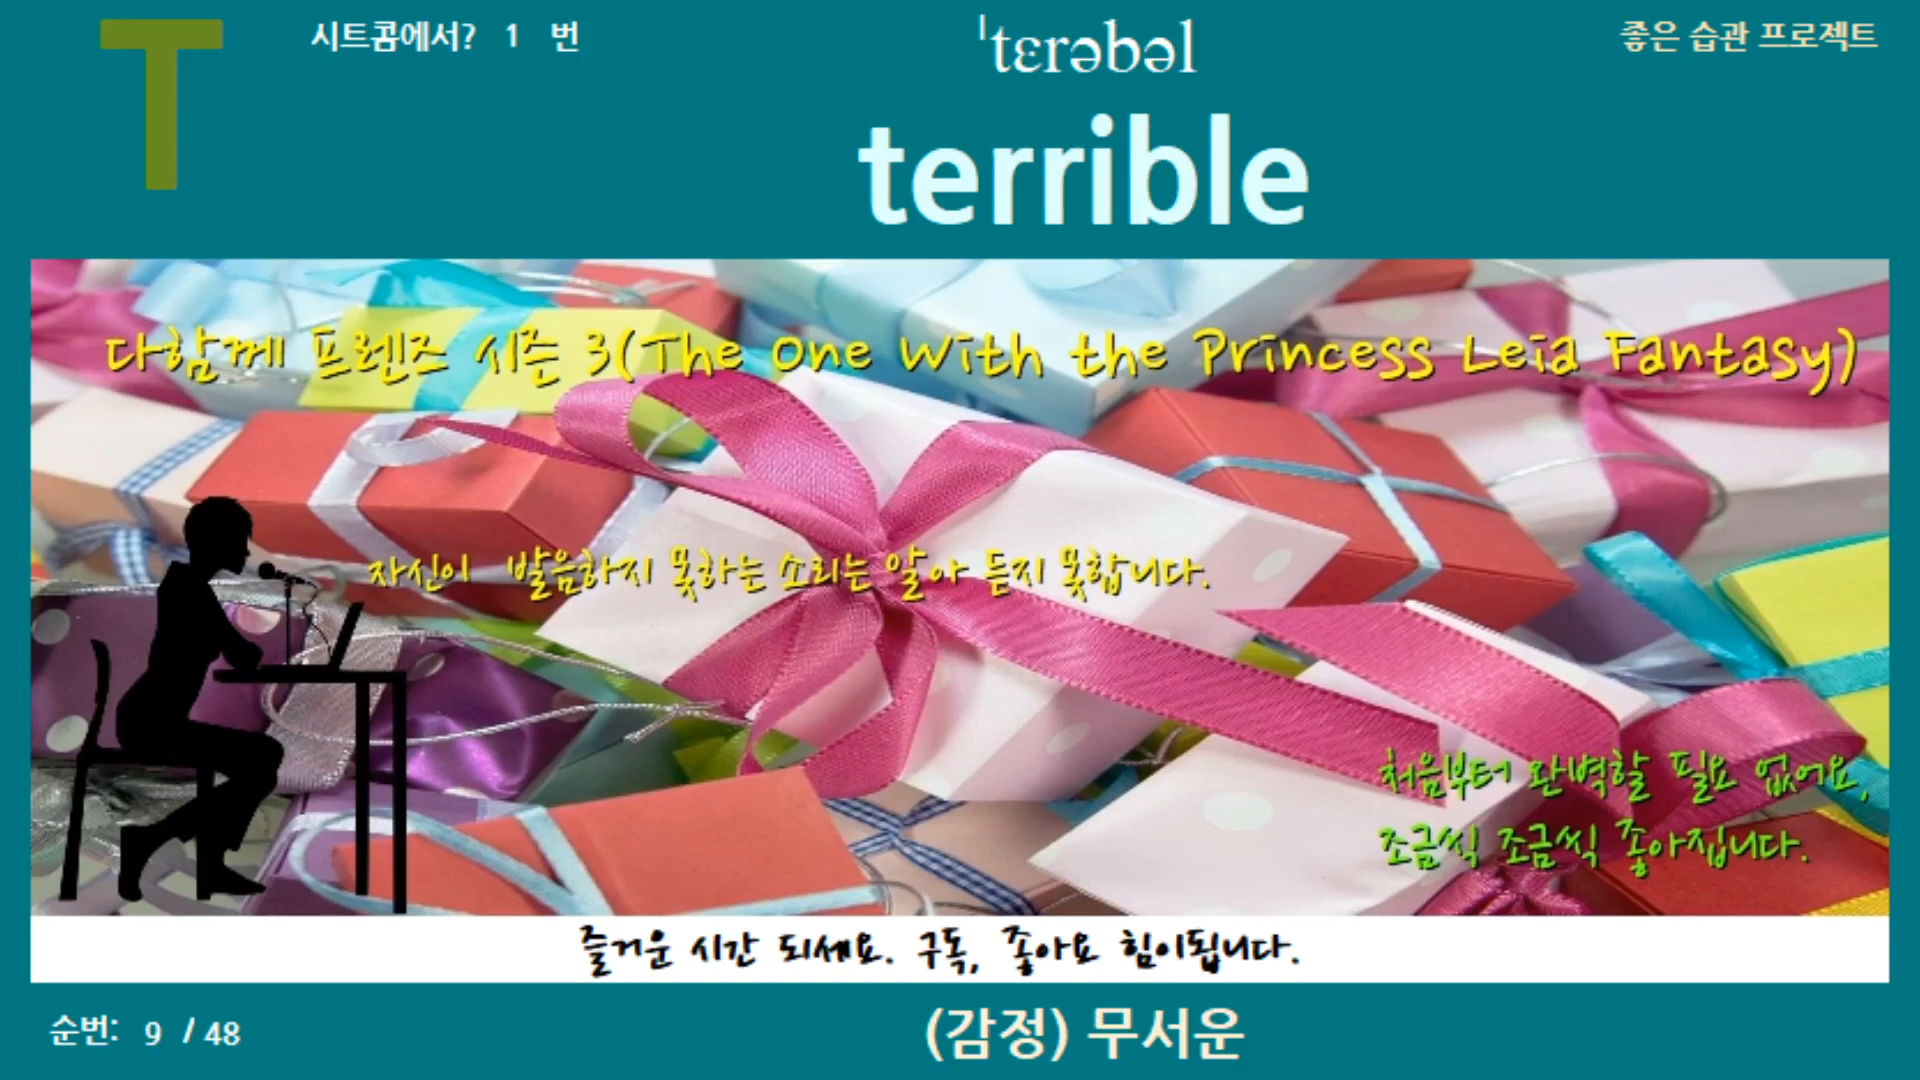 T
시트콤에서? 1 번
ˈtɛrəbəl
좋은 습관 프로젝트
terrible
다함께 프렌즈 시즌 3(The One With the Princess Leia Fantasy)
자신이 발음하지 못하는 소리는 알아 듣지 못합니다.
처음부터 완벽할 필요 없어요,
조금씩 조금씩 좋아집니다.
즐거운 시간 되세요. 구독, 좋아요 힘이됩니다.
순번: 9 / 48
(감정) 무서운